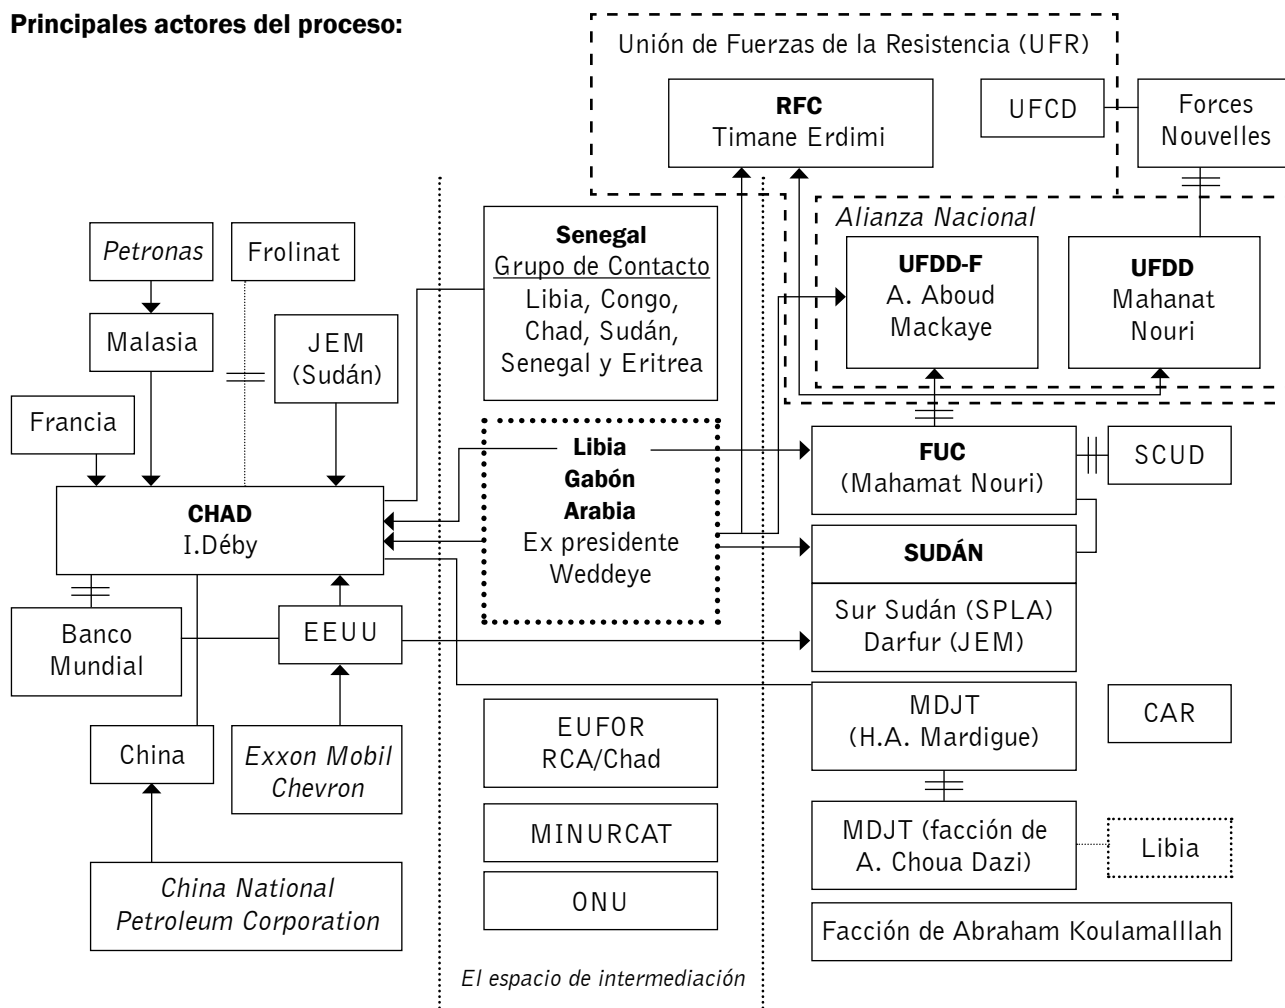 Principales actores del proceso:
Unión de Fuerzas de la Resistencia (UFR)
RFC
Timane Erdimi
UFCD
Forces
Nouvelles
Alianza Nacional
UFDD-F
A. Aboud
Mackaye
UFDD
Mahanat
Nouri
Petronas
Frolinat
Malasia
JEM
(Sudán)
Francia
CHAD
I.Déby
Banco
Mundial
EEUU
China
Exxon Mobil
Chevron
China National
Petroleum Corporation
Senegal
Grupo de Contacto
Libia, Congo,
Chad, Sudán,
Senegal y Eritrea
Libia
Gabón
Arabia
Ex presidente
Weddeye
EUFOR
RCA/Chad
MINURCAT
ONU
El espacio de intermediación
FUC
(Mahamat Nouri)
SCUD
SUDÁN
Sur Sudán (SPLA)
Darfur (JEM)
MDJT
(H.A. Mardigue)
CAR
MDJT (facción de
A. Choua Dazi)
Libia
Facción de Abraham Koulamalllah